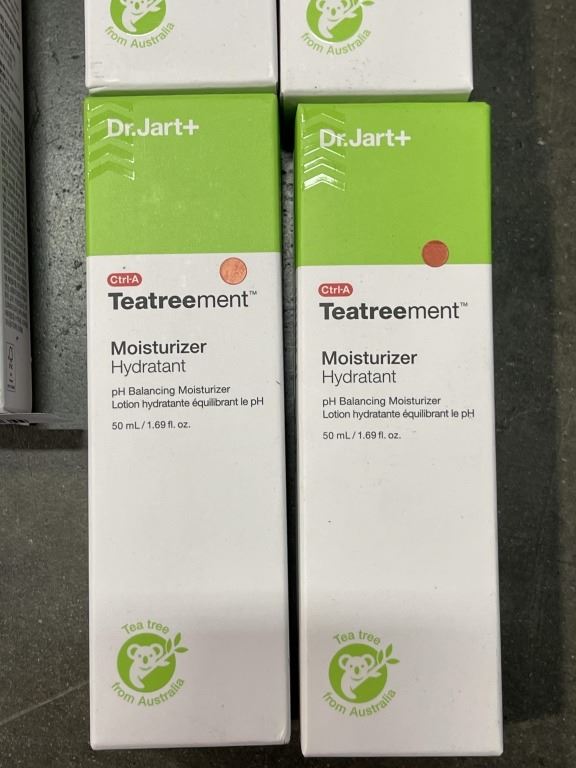 from Australia
from Australia
Dr.Jart+
Ctrl·A
Teatreement™
Moisturizer
Hydratant
pH Balancing Moisturizer
Lotion hydratante équilibrant le pH
50 mL / 1.69 fl. oz.
Tea tree
from Australia
Dr.Jart+
Ctrl·A
Teatreement™
Moisturizer
Hydratant
pH Balancing Moisturizer
Lotion hydratante équilibrant le pH
50 mL / 1.69 fl. oz.
Tea tree
from Australia